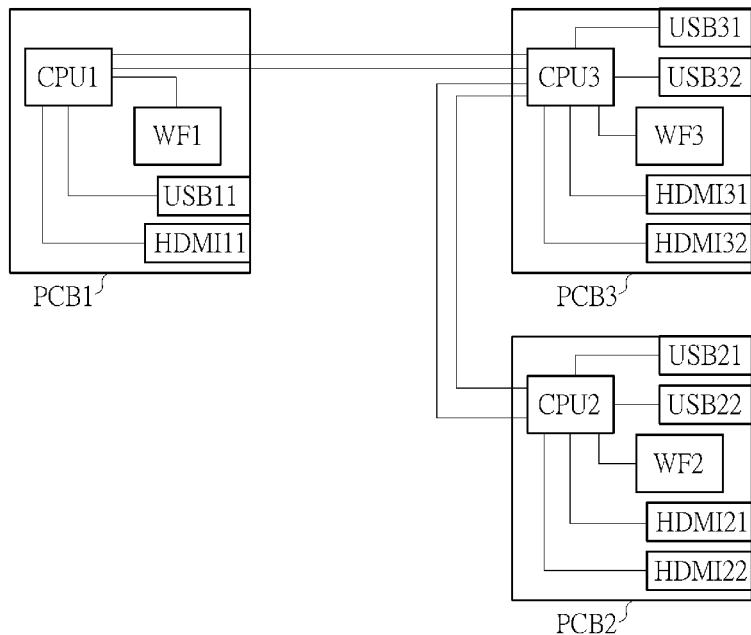 CPU1
WF1
USB11
HDMI11
PCB1
USB31
CPU3
USB32
WF3
HDMI31
HDMI32
PCB3
USB21
CPU2
USB22
WF2
HDMI21
HDMI22
PCB2